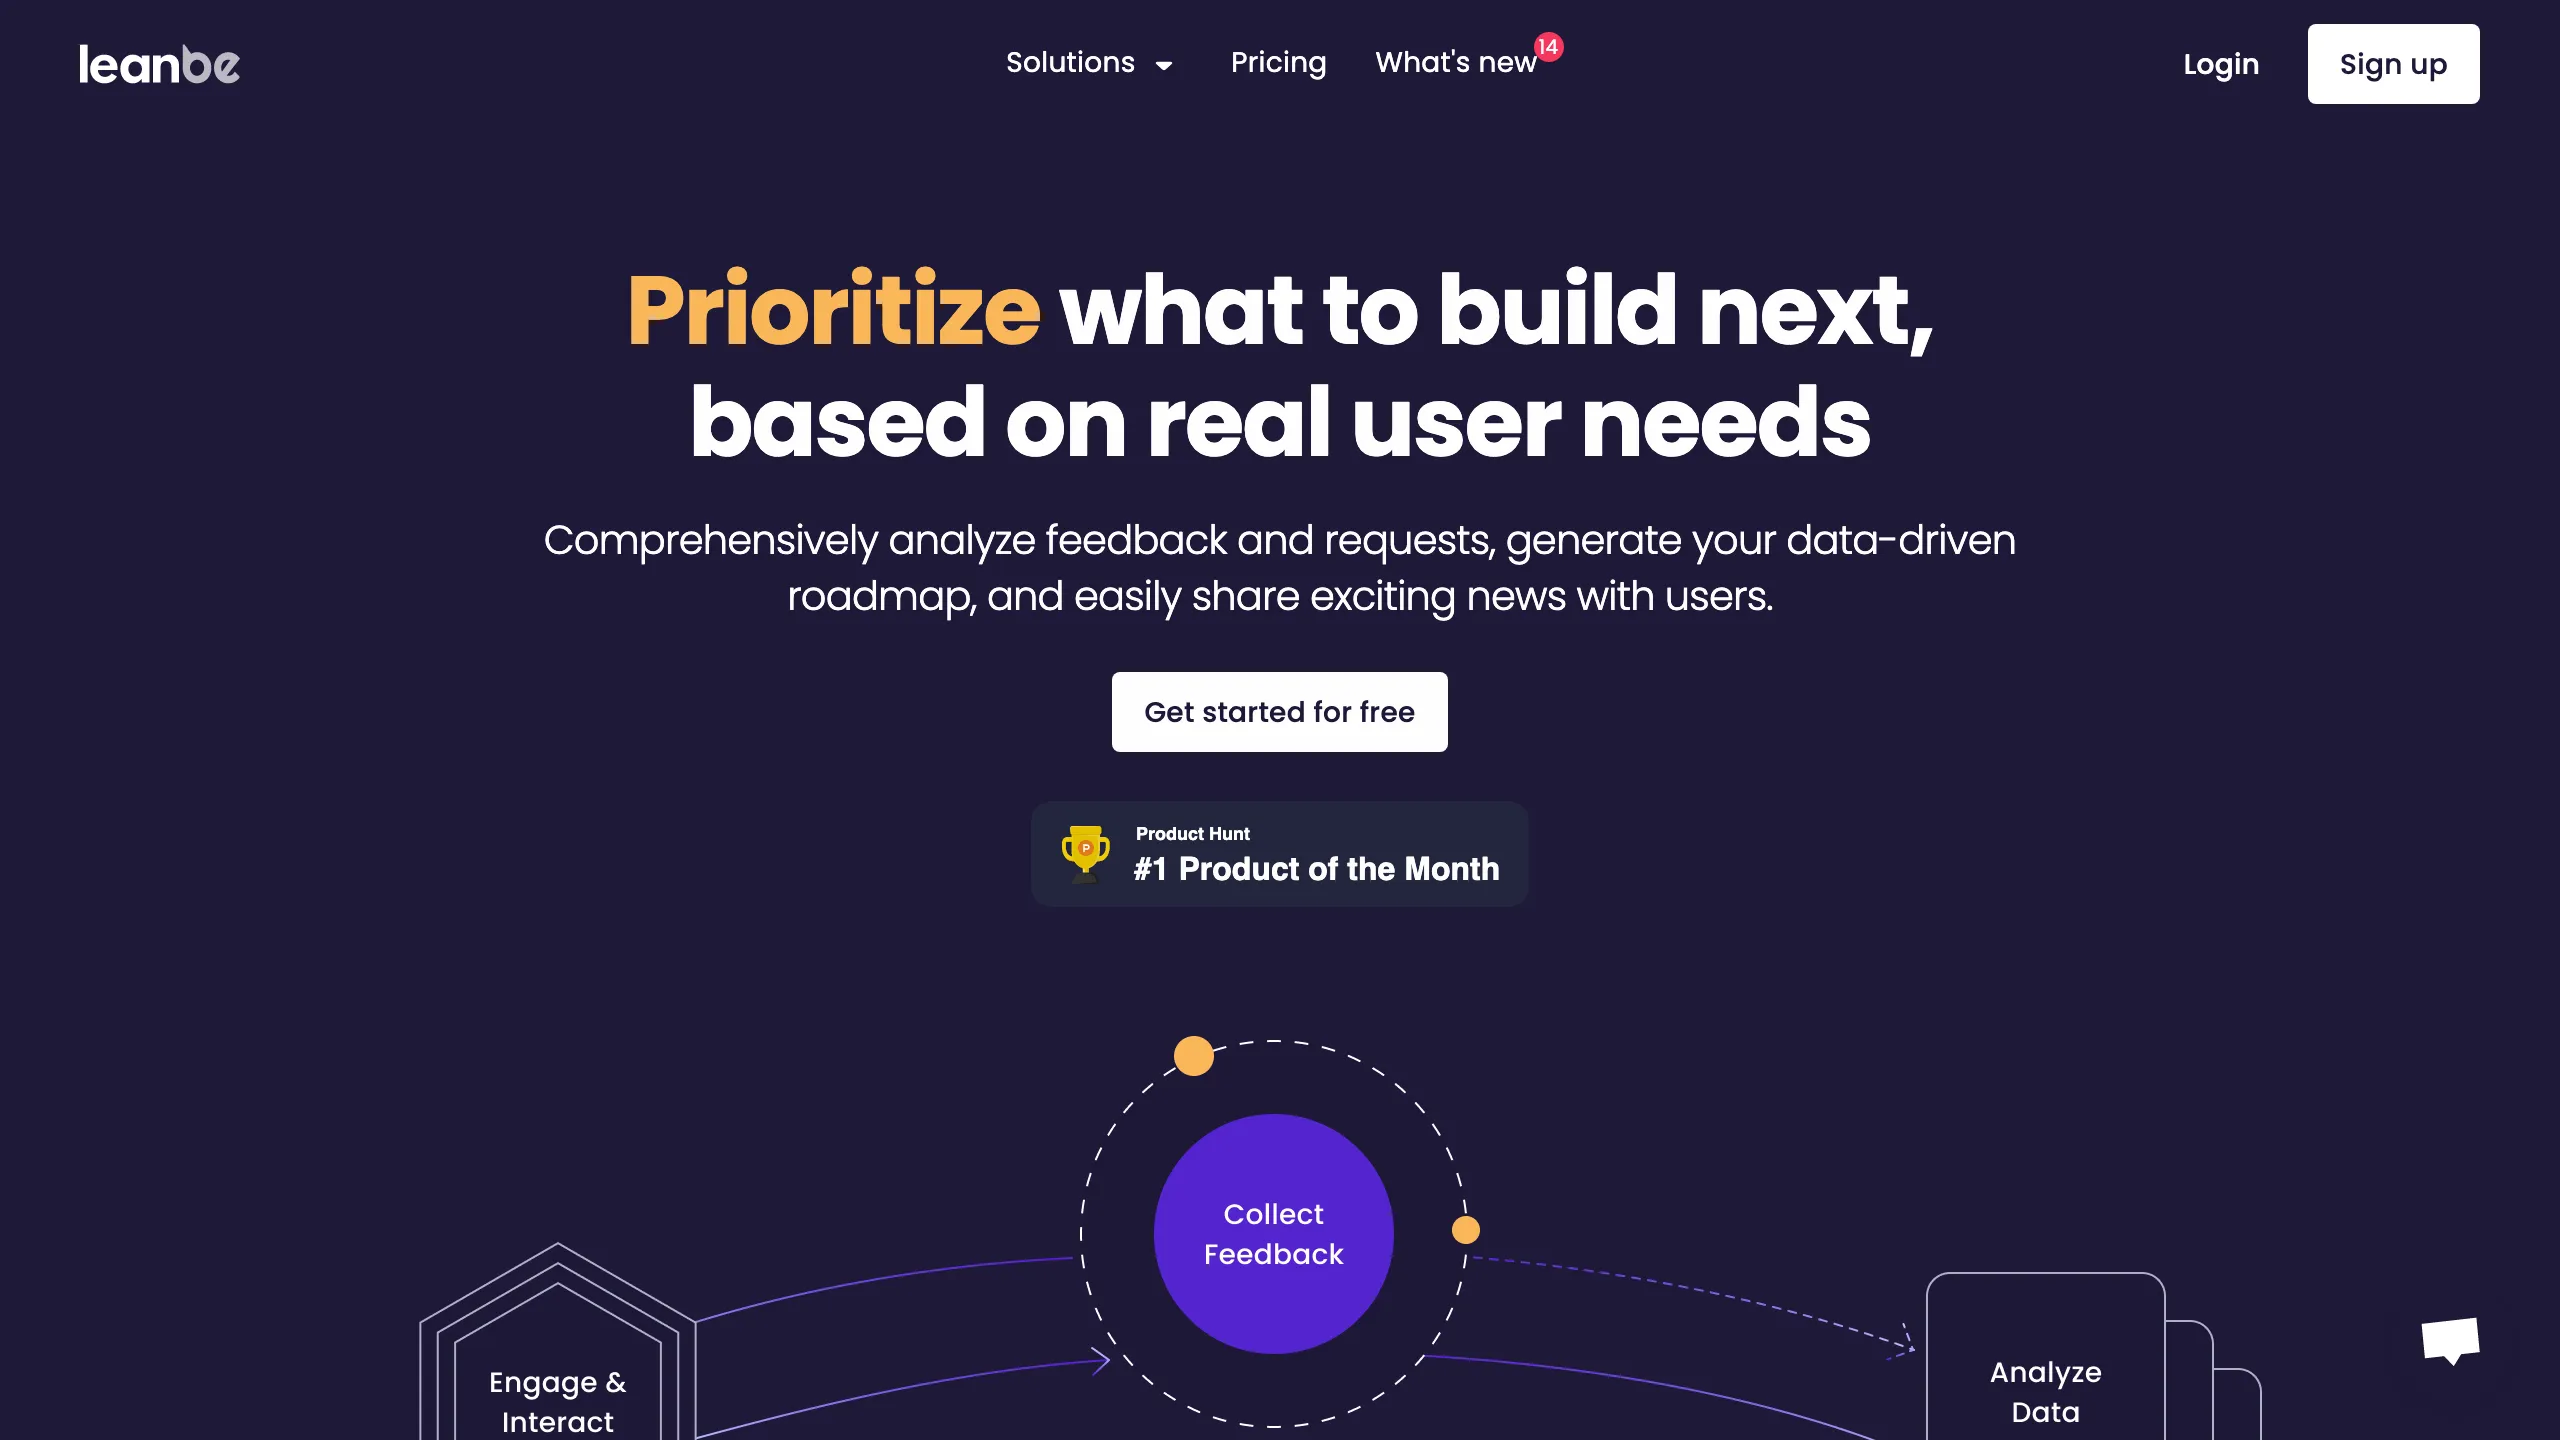 leanbe
Solutions
Pricing
What's new
14
Login
Sign up
Prioritize what to build next,
based on real user needs
Comprehensively analyze feedback and requests, generate your data-driven
roadmap, and easily share exciting news with users.
Get started for free
P
Product Hunt
#1 Product of the Month
Collect
Feedback
Engage &
Interact
Analyze
Data